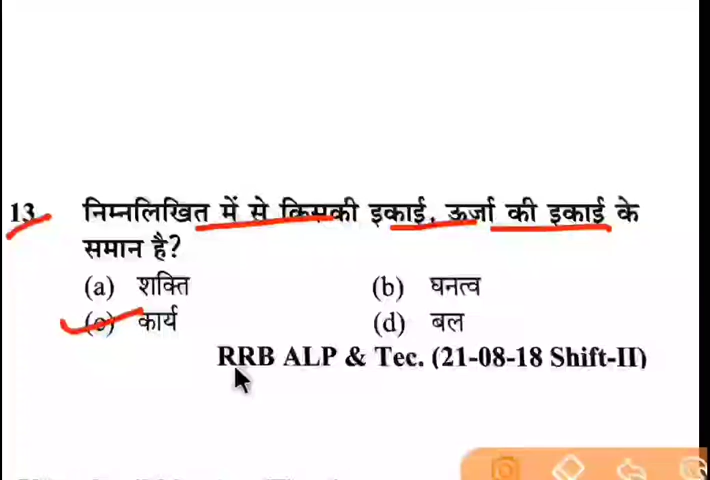 13. निम्नलिखित में से किसकी इकाई, ऊर्जा की इकाई के
समान है?
(a) शक्ति (b) घनत्व
(c) कार्य (d) बल
RRB ALP & Tec. (21-08-18 Shift-II)